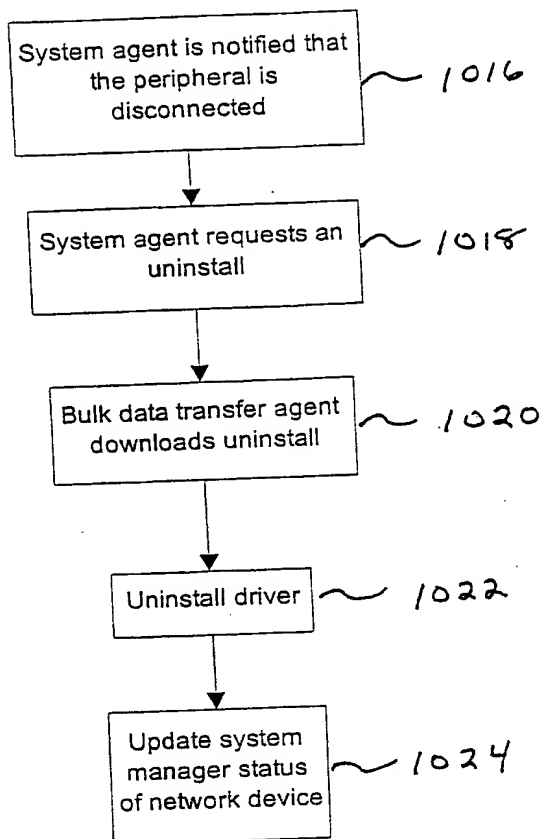 System agent is notified that
the peripheral is
disconnected
1016
System agent requests an
uninstall
1018
Bulk data transfer agent
downloads uninstall
1020
Uninstall driver
1022
Update system
manager status
of network device
1024